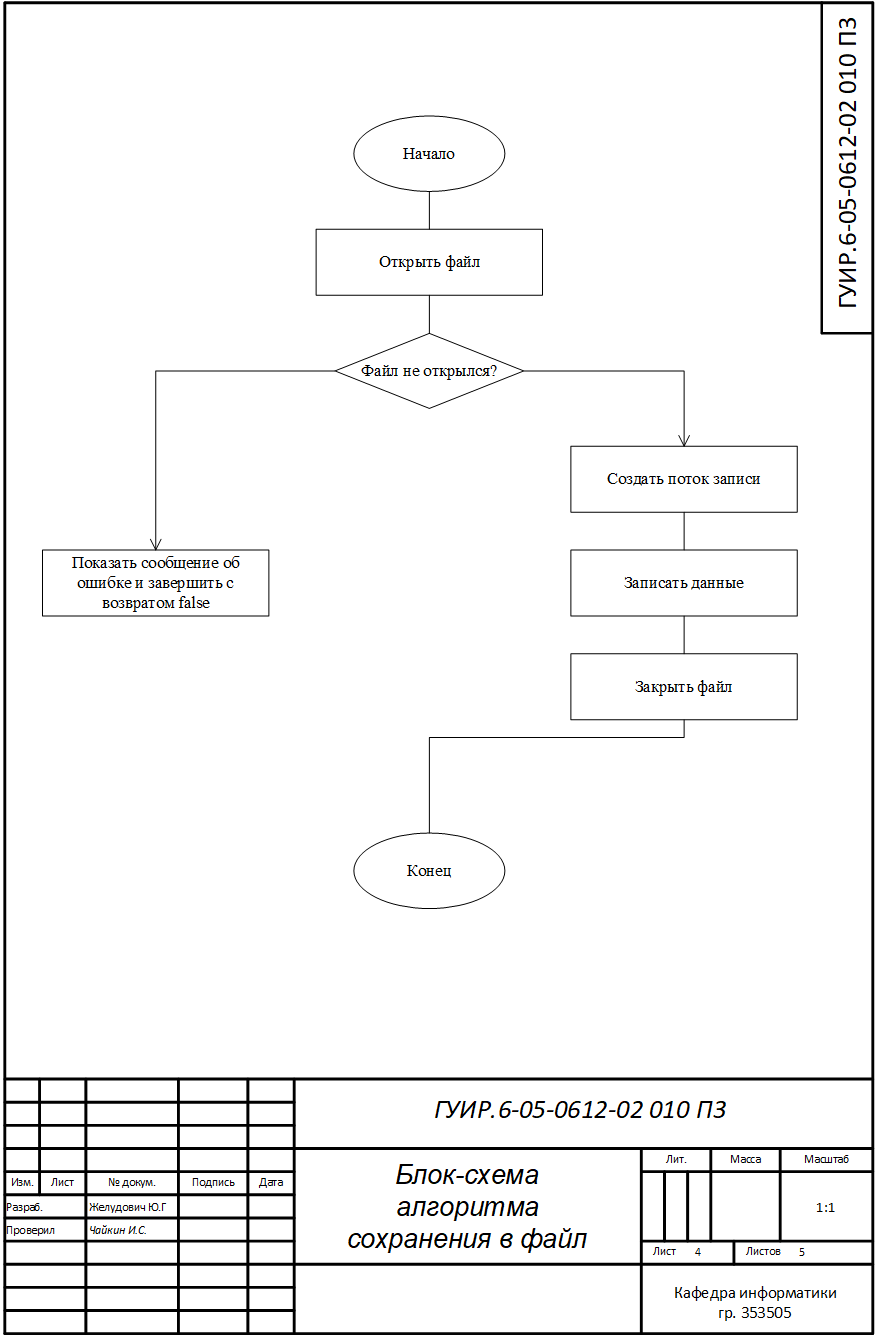 ГУИР.6-05-0612-02 010 ПЗ
Начало
Открыть файл
Файл не открылся?
Создать поток записи
Показать сообщение об
ошибке и завершить с
возвратом false
Записать данные
Закрыть файл
Конец
ГУИР.6-05-0612-02 010 ПЗ
Изм. Лист № докум. Подпись Дата
Разраб. Желудович Ю.Г
Проверил Чайкин И.С.
Блок-схема
алгоритма
сохранения в файл
Лит. Масса Масштаб
1:1
Лист 4 Листов 5
Кафедра информатики
гр. 353505